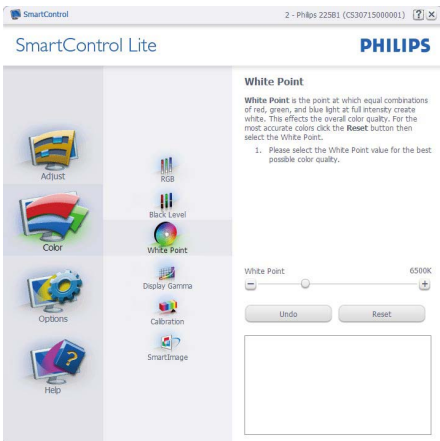 SmartControl
2 - Philips 225B1 (CS30715000001)
? ×
SmartControl Lite
PHILIPS
Adjust
Color
Options
Help
RGB
Black Level
White Point
Display Gamma
Calibration
SmartImage
White Point
White Point is the point at which equal combinations
of red, green, and blue light at full intensity create
white. This effects the overall color quality. For the
most accurate colors click the Reset button then
select the White Point.
1. Please select the White Point value for the best
possible color quality.
White Point 6500K
Undo Reset